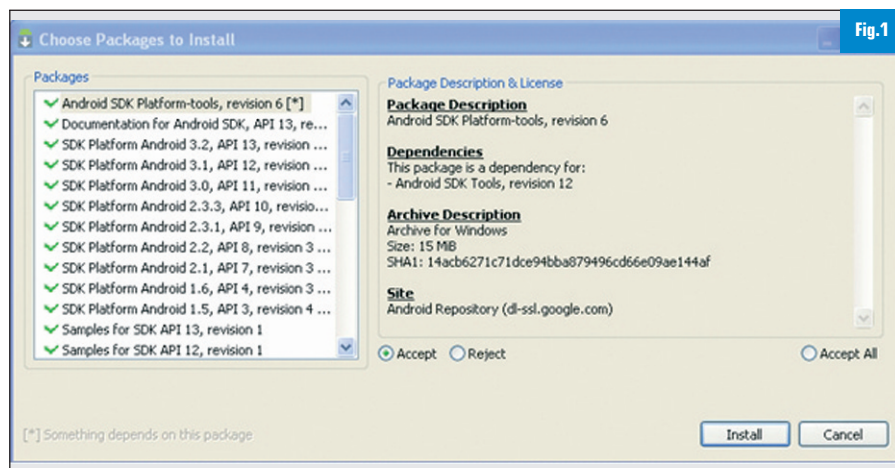 Fig.1
Choose Packages to Install
Packages
Android SDK Platform-tools, revision 6 [*]
Documentation for Android SDK, API 13, re...
SDK Platform Android 3.2, API 13, revision ...
SDK Platform Android 3.1, API 12, revision ...
SDK Platform Android 3.0, API 11, revision ...
SDK Platform Android 2.3.3, API 10, revisio...
SDK Platform Android 2.3.1, API 9, revision ...
SDK Platform Android 2.2, API 8, revision 3 ...
SDK Platform Android 2.1, API 7, revision 3 ...
SDK Platform Android 1.6, API 4, revision 3 ...
SDK Platform Android 1.5, API 3, revision 4 ...
Samples for SDK API 13, revision 1
Samples for SDK API 12, revision 1
Package Description & License
Package Description
Android SDK Platform-tools, revision 6
Dependencies
This package is a dependency for:
- Android SDK Tools, revision 12
Archive Description
Archive for Windows
Size: 15 MiB
SHA1: 14acb6271c71dce94bba879496cd66e09ae144af
Site
Android Repository (dl-ssl.google.com)
Accept Reject Accept All
[*] Something depends on this package
Install Cancel